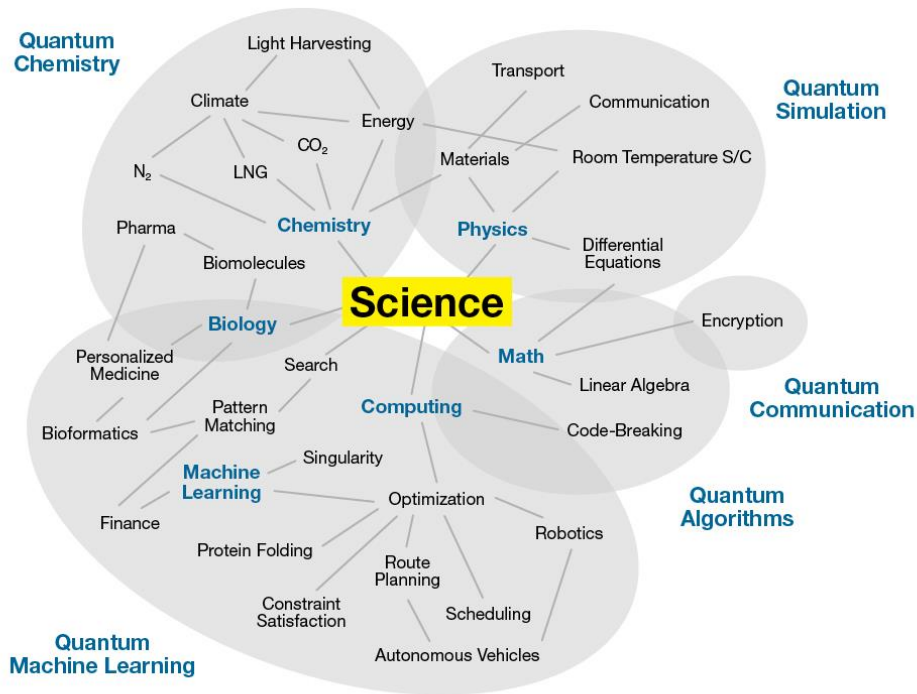 Quantum
Chemistry
Light Harvesting
Climate
Energy
CO₂
N₂
LNG
Chemistry
Pharma
Biomolecules
Transport
Communication
Materials
Room Temperature S/C
Physics
Differential
Equations
Quantum
Simulation
Science
Biology
Personalized
Medicine
Search
Math
Encryption
Linear Algebra
Quantum
Communication
Computing
Code-Breaking
Pattern
Matching
Bioformatics
Machine
Learning
Singularity
Finance
Optimization
Robotics
Quantum
Algorithms
Protein Folding
Route
Planning
Constraint
Satisfaction
Scheduling
Autonomous Vehicles
Quantum
Machine Learning